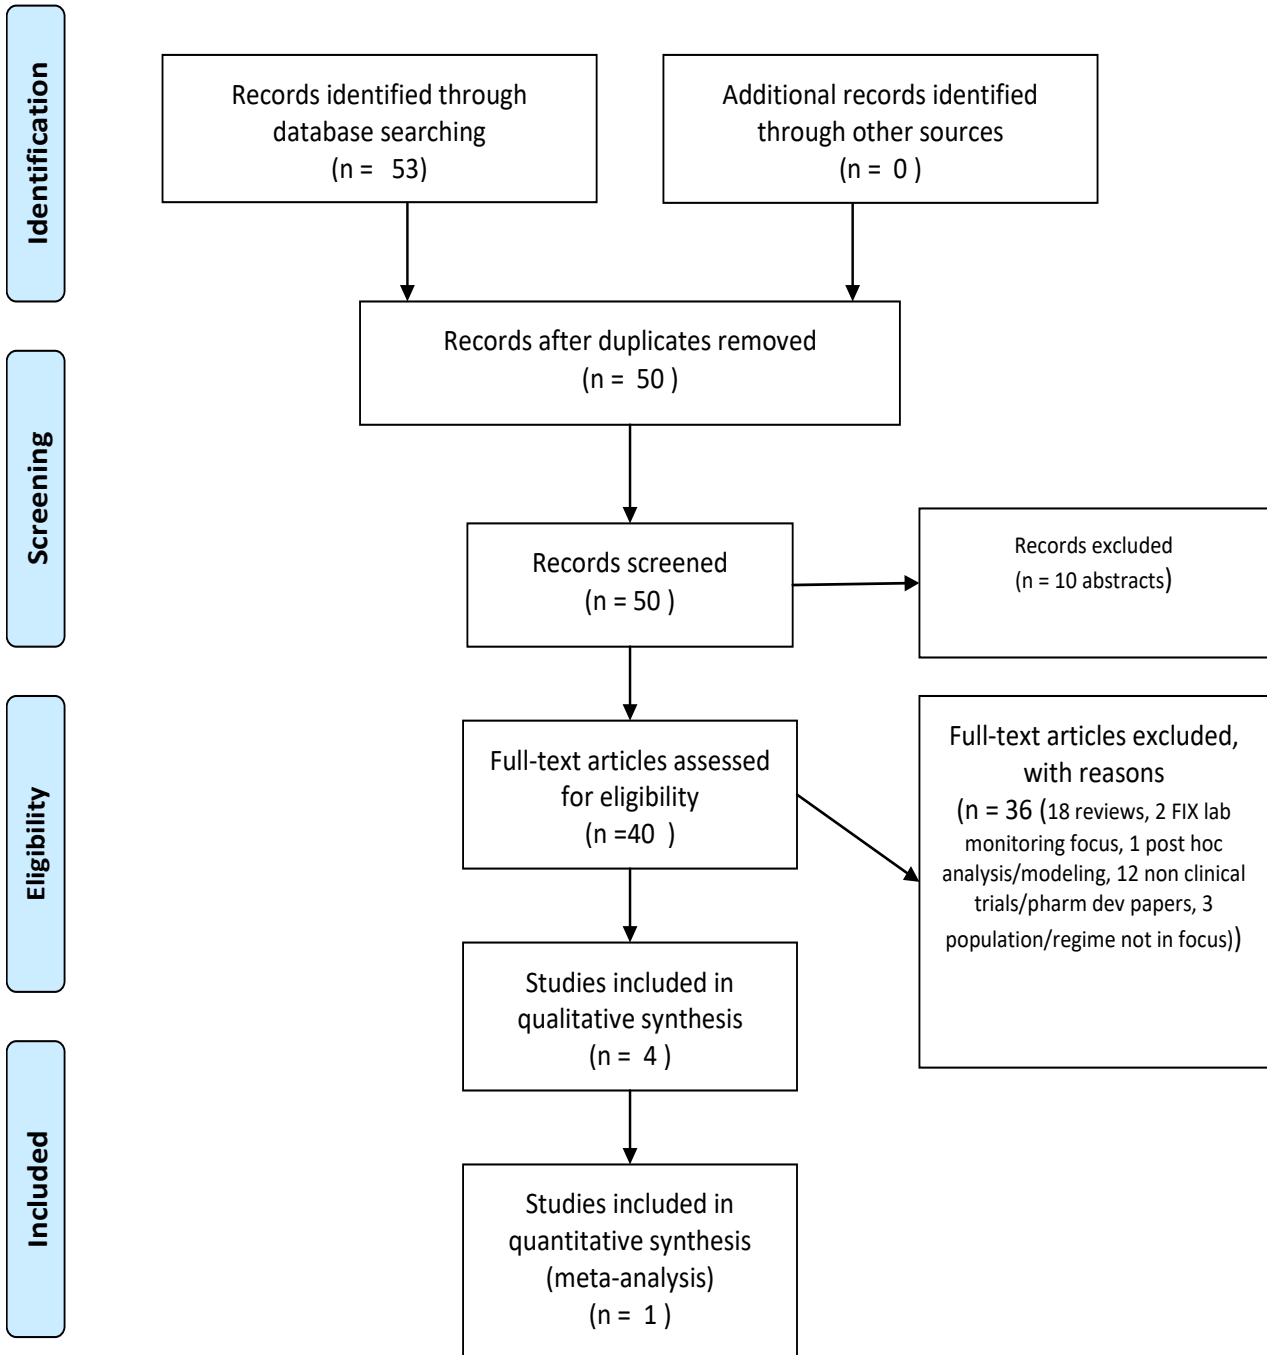 Identification
Records identified through
database searching
(n =   53)
Additional records identified
through other sources
(n =  0 )
Records after duplicates removed
(n =  50 )
Screening
Records screened
(n = 50 )
Records excluded
(n = 10 abstracts)
Eligibility
Full-text articles assessed
for eligibility
(n =40  )
Full-text articles excluded,
with reasons
(n = 36 (18 reviews, 2 FIX lab
monitoring focus, 1 post hoc
analysis/modeling, 12 non clinical
trials/pharm dev papers, 3
population/regime not in focus))
Studies included in
qualitative synthesis
(n =  4 )
Included
Studies included in
quantitative synthesis
(meta-analysis)
(n =  1 )